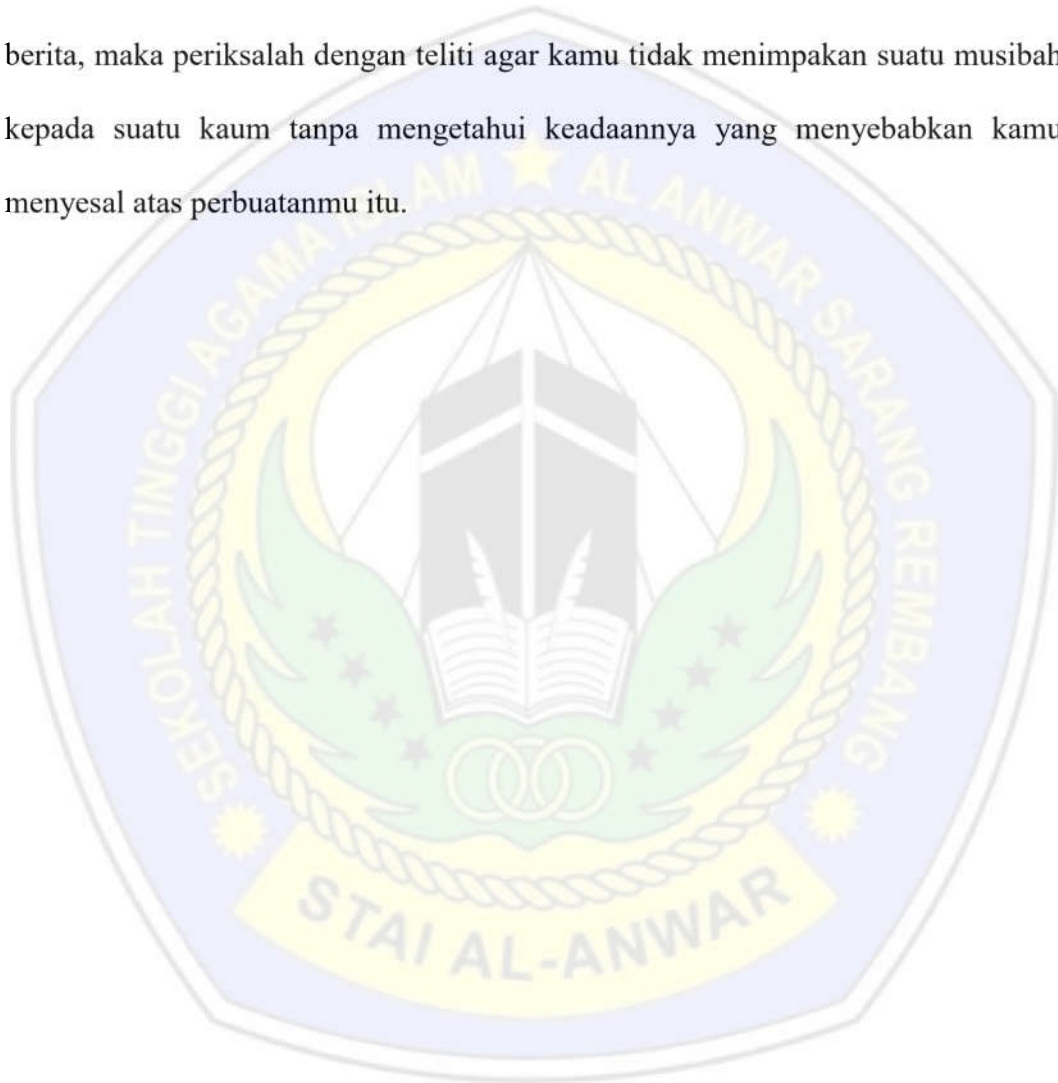 berita, maka periksalah dengan teliti agar kamu tidak menimpakan suatu musibah
kepada suatu kaum tanpa mengetahui keadaannya yang menyebabkan kamu
menyesal atas perbuatanmu itu.
SEKOLAH TINGGI AGAMA ISLAM ★ AL ANWAR SARANG REMBANG
STAI AL-ANWAR